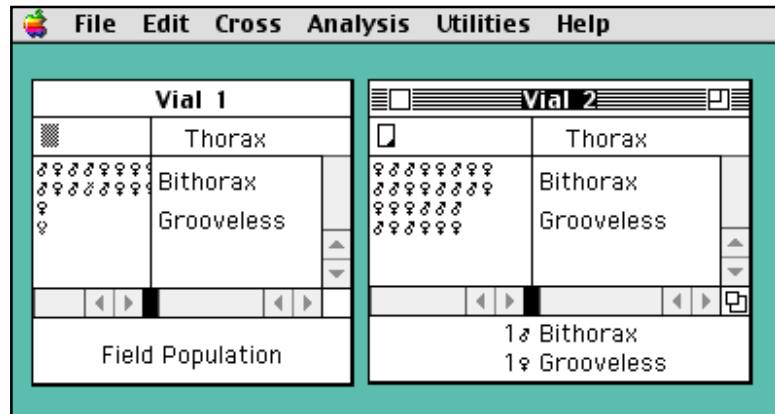 File Edit Cross Analysis Utilities Help
Vial 1
Thorax
♂♀♂♂♀♀♀♀ Bithorax
♂♀♂♂♂♀♀♀ Grooveless
♀
♀
Field Population
Vial 2
Thorax
♀♂♂♀♀♂♀♀ Bithorax
♂♂♀♀♂♂♂♀ Grooveless
♀♀♀♂♂♂
♂♀♂♀♀♀
1♂ Bithorax
1♀ Grooveless